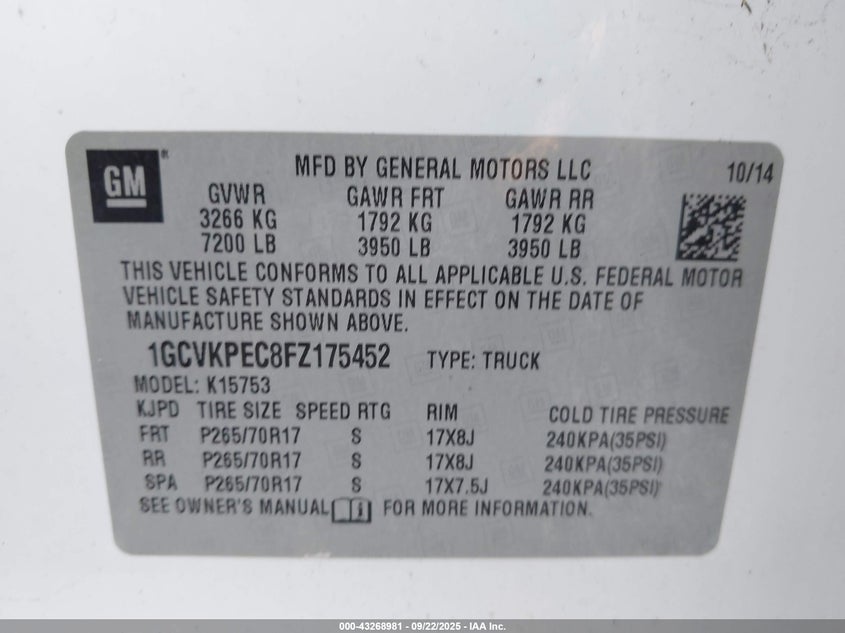 GM
MFD BY GENERAL MOTORS LLC 10/14
GVWR GAWR FRT GAWR RR
3266 KG 1792 KG 1792 KG
7200 LB 3950 LB 3950 LB
THIS VEHICLE CONFORMS TO ALL APPLICABLE U.S. FEDERAL MOTOR
VEHICLE SAFETY STANDARDS IN EFFECT ON THE DATE OF
MANUFACTURE SHOWN ABOVE.
1GCVKPEC8FZ175452 TYPE: TRUCK
MODEL: K15753
KJPD TIRE SIZE SPEED RTG RIM COLD TIRE PRESSURE
FRT P265/70R17 S 17X8J 240KPA(35PSI)
RR P265/70R17 S 17X8J 240KPA(35PSI)
SPA P265/70R17 S 17X7.5J 240KPA(35PSI)
SEE OWNER'S MANUAL FOR MORE INFORMATION.
000-43268981 - 09/22/2025 - IAA Inc.